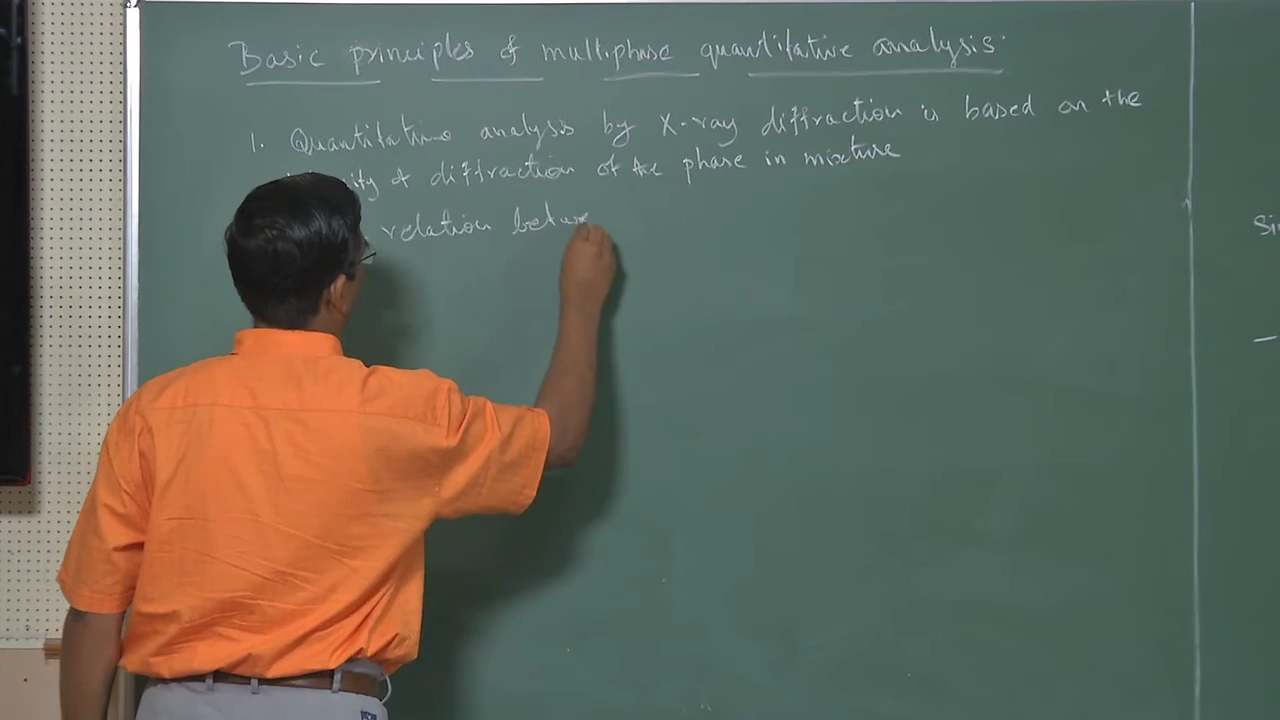 Basic principles of multiphase quantitative analysis
1. Quantitative analysis by X-ray diffraction is based on the
of diffraction of the phase in mixture
relation betwe